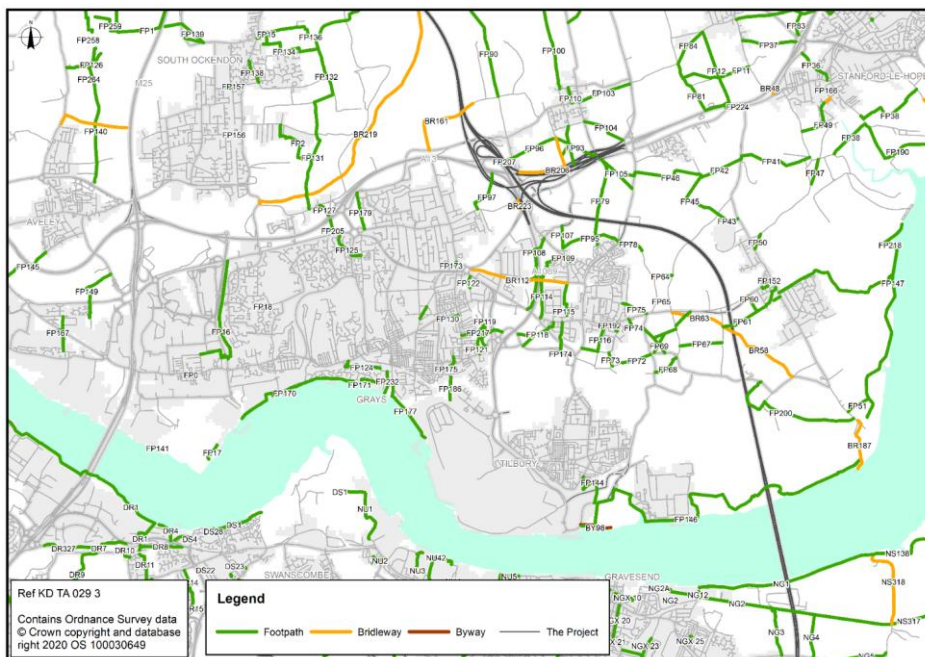 FP259
FP1
FP139
FP15
FP136
FP90
FP100
FP83
FP258
FP134
FP84
FP37
FP126
SOUTH OCKENDON
FP36
FP264
M25
FP138
FP132
FP12
FP11
STANFORD-LE-HOPE
FP157
FP110
FP103
FP81
BR48
FP166
FP224
FP140
FP156
BR219
BR161
FP104
FP49
FP38
FP38
FP2
FP131
A13
FP96
FP93
FP190
FP207
BR206
FP105
FP46
FP42
FP41
FP47
FP97
BR223
FP79
FP45
AVELEY
FP127
FP179
FP43
FP205
FP107
FP95
FP78
FP50
FP218
FP125
FP108
FP109
FP145
FP173
BR112
FP64
FP152
FP147
FP149
FP122
FP114
FP18
FP65
FP60
FP130
FP119
FP115
FP75
BR63
FP61
FP167
FP16
FP217
FP118
FP74
FP121
FP116
FP69
FP67
BR58
FP174
FP73
FP72
FP68
FP124
FP175
FP171
FP232
FP186
FP170
GRAYS
FP177
FP200
FP51
BR187
FP141
FP17
TILBURY
FP144
DS1
NU1
BY98
FP146
DR1
DR4
DS1
DS28
DS4
DR327
DR7
DR10
DR8
DR9
DR11
DS22
DS23
NU2
NU42
NU3
NU5
SWANSCOMBE
GRAVESEND
NG2A
NG1
NS138
NGX 10
NG2
NG12
NG2
NS318
NG3
NG4
NS317
NGX 23
NGX 25
Ref KD TA 029 3
Contains Ordnance Survey data
© Crown copyright and database
right 2020 OS 100030649
Legend
Footpath
Bridleway
Byway
The Project